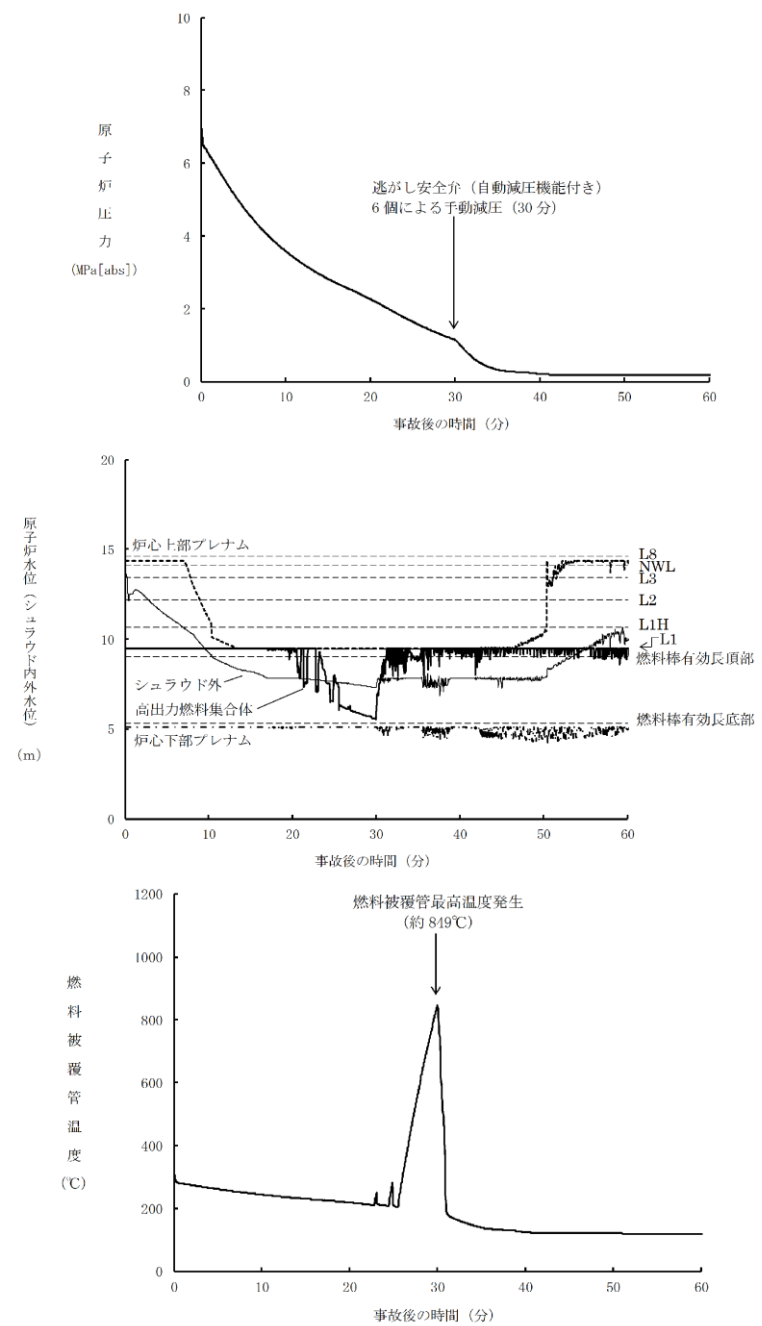 10
8
6
4
2
0
原子炉圧力
(MPa[abs])
逃がし安全弁（自動減圧機能付き）
6 個による手動減圧（30 分）
0 10 20 30 40 50 60
事故後の時間（分）
20
15
10
5
0
原子炉水位（シュラウド内外水位）
（m）
炉心上部プレナム
シュラウド外
高出力燃料集合体
炉心下部プレナム
L8
NWL
L3
L2
L1H
L1
燃料棒有効長頂部
燃料棒有効長底部
0 10 20 30 40 50 60
事故後の時間（分）
1200
1000
800
600
400
200
0
燃料被覆管温度
(℃)
燃料被覆管最高温度発生
(約 849℃)
0 10 20 30 40 50 60
事故後の時間（分）